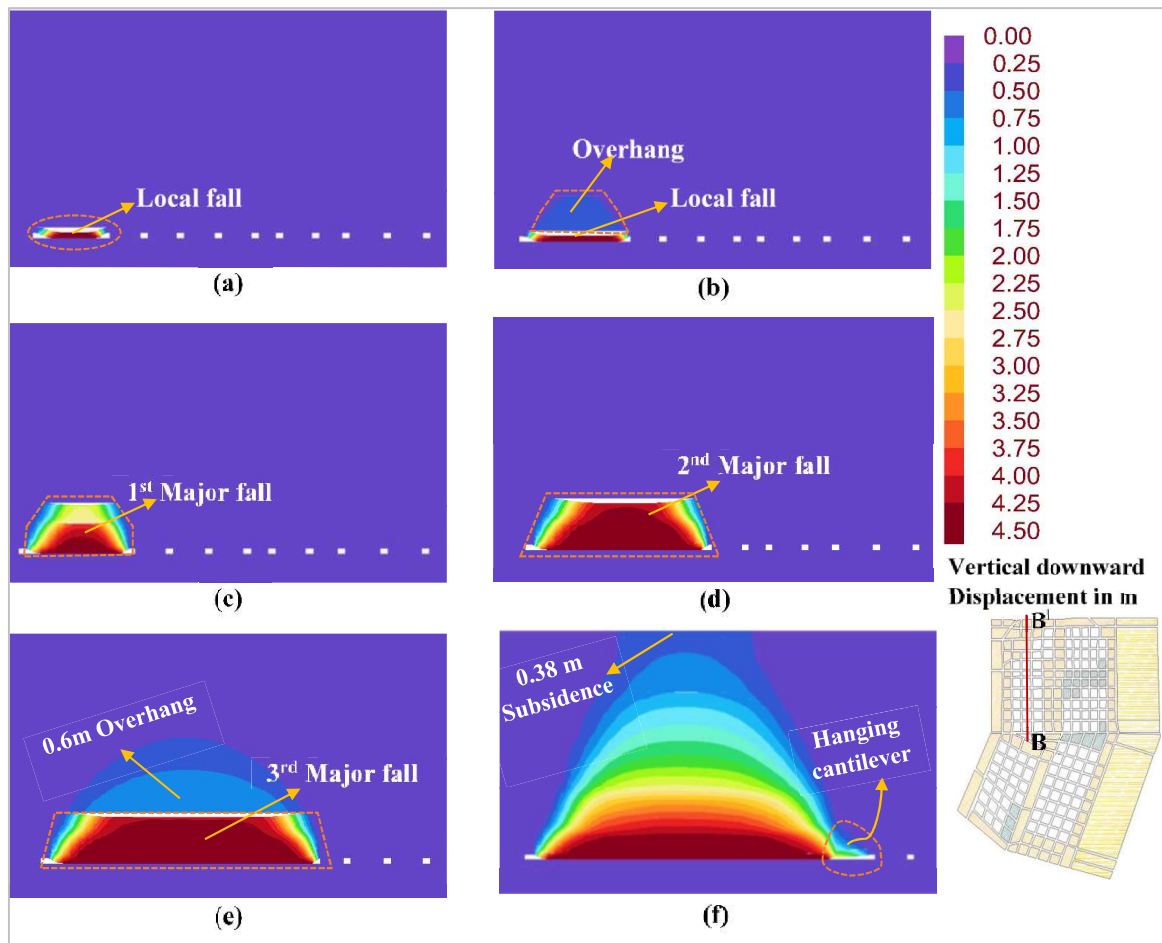 Local fall
(a)
Overhang
Local fall
(b)
1st Major fall
(c)
2nd Major fall
(d)
0.6m Overhang
3rd Major fall
(e)
0.38 m
Subsidence
Hanging
cantilever
(f)
0.00
0.25
0.50
0.75
1.00
1.25
1.50
1.75
2.00
2.25
2.50
2.75
3.00
3.25
3.50
3.75
4.00
4.25
4.50
Vertical downward
Displacement in m
B'
B